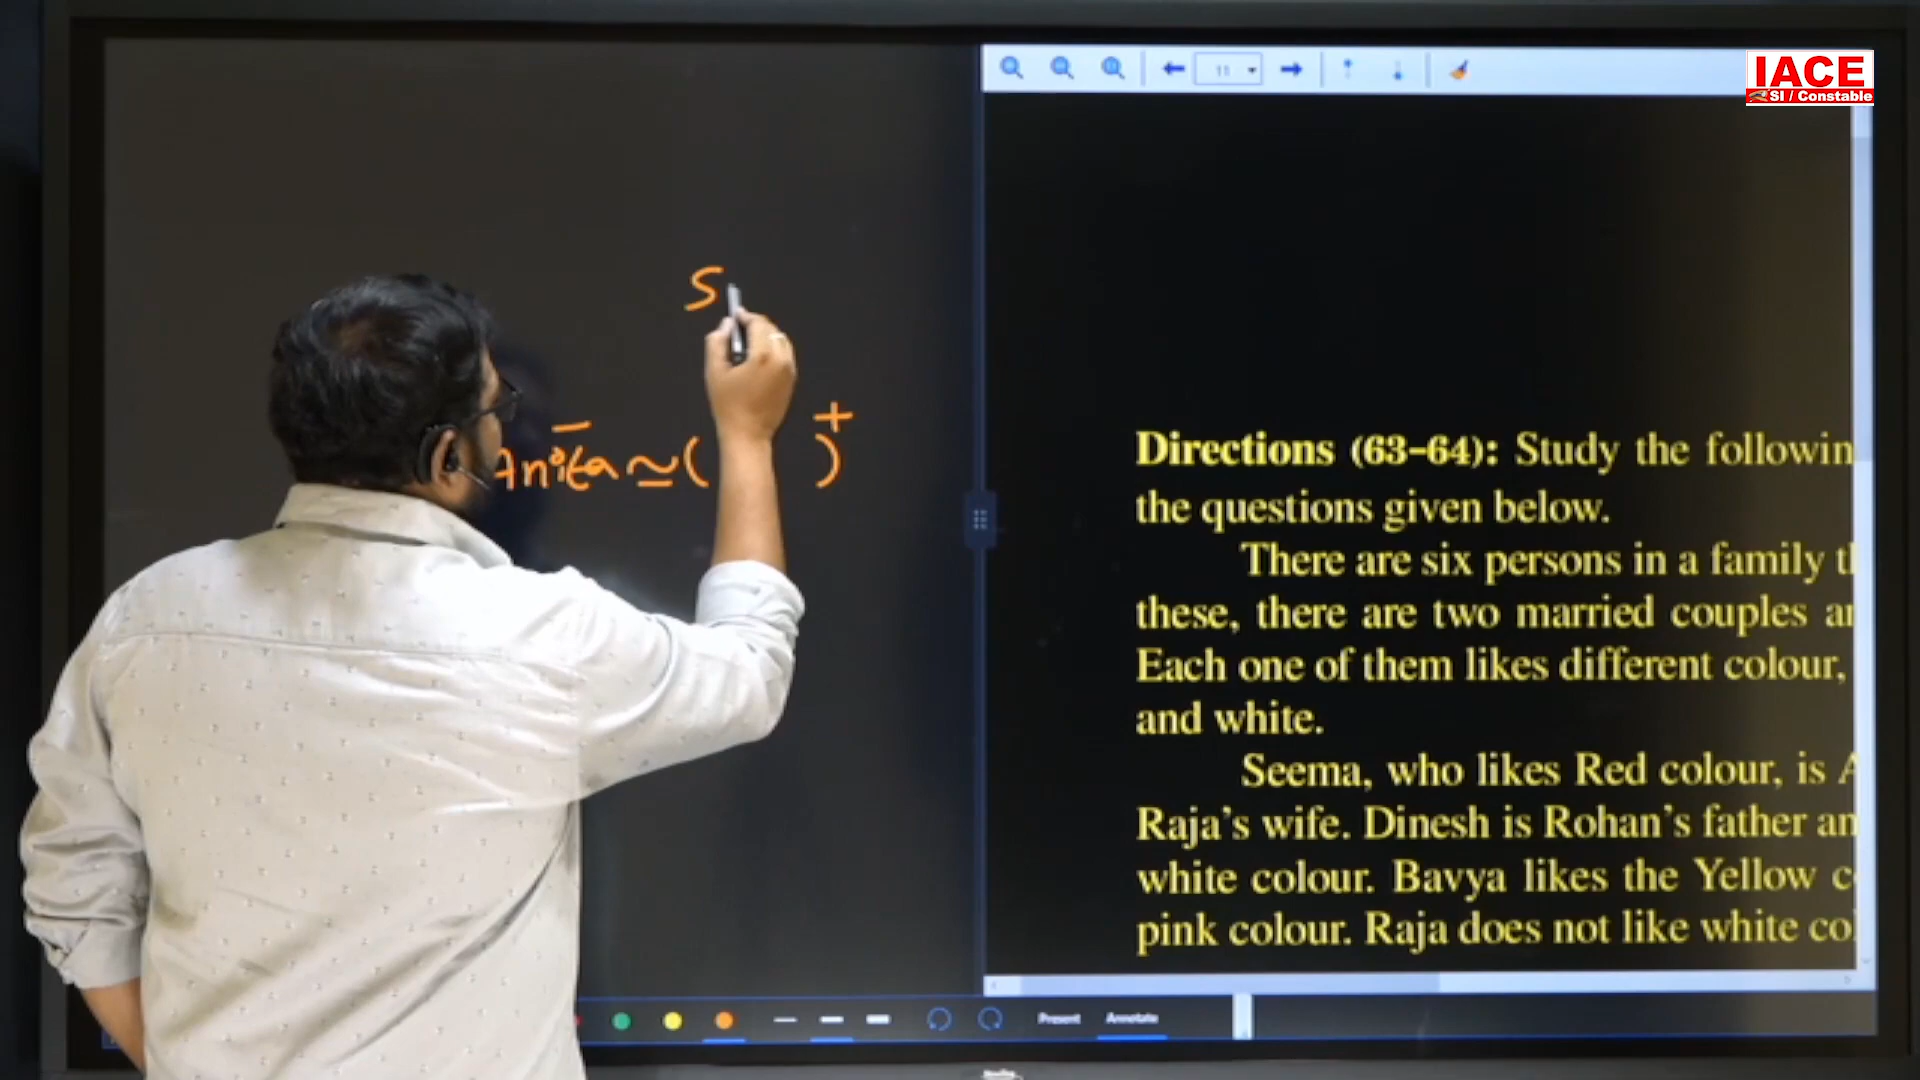 IACE
SI / Constable
11
S
Anita ≃ (      )
−
+
Directions (63–64): Study the followin
the questions given below.
There are six persons in a family
these, there are two married couples
Each one of them likes different colour,
and white.
Seema, who likes Red colour, is
Raja's wife. Dinesh is Rohan's father
white colour. Bavya likes the Yellow
pink colour. Raja does not like white
Present Annotate